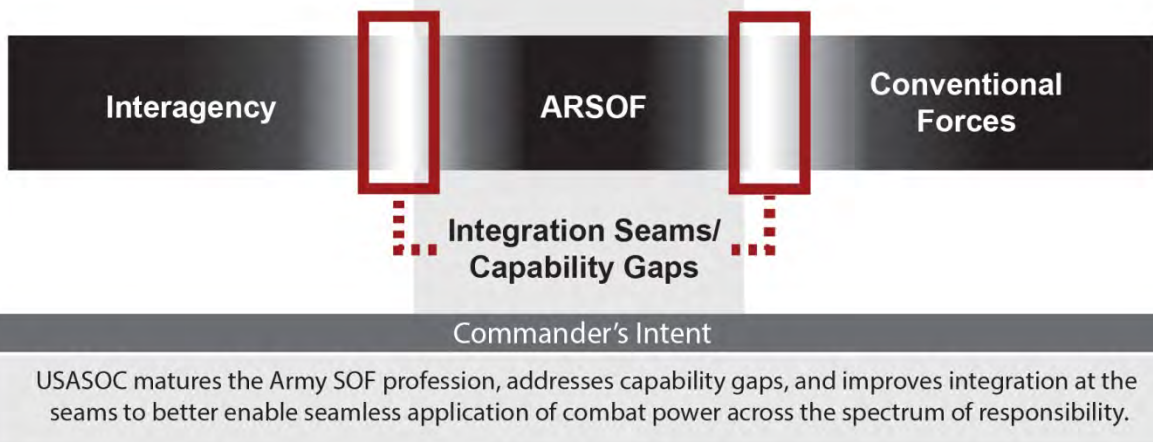 Interagency
ARSOF
Conventional
Forces
Integration Seams/
Capability Gaps
Commander’s Intent
USASOC matures the Army SOF profession, addresses capability gaps, and improves integration at the
seams to better enable seamless application of combat power across the spectrum of responsibility.